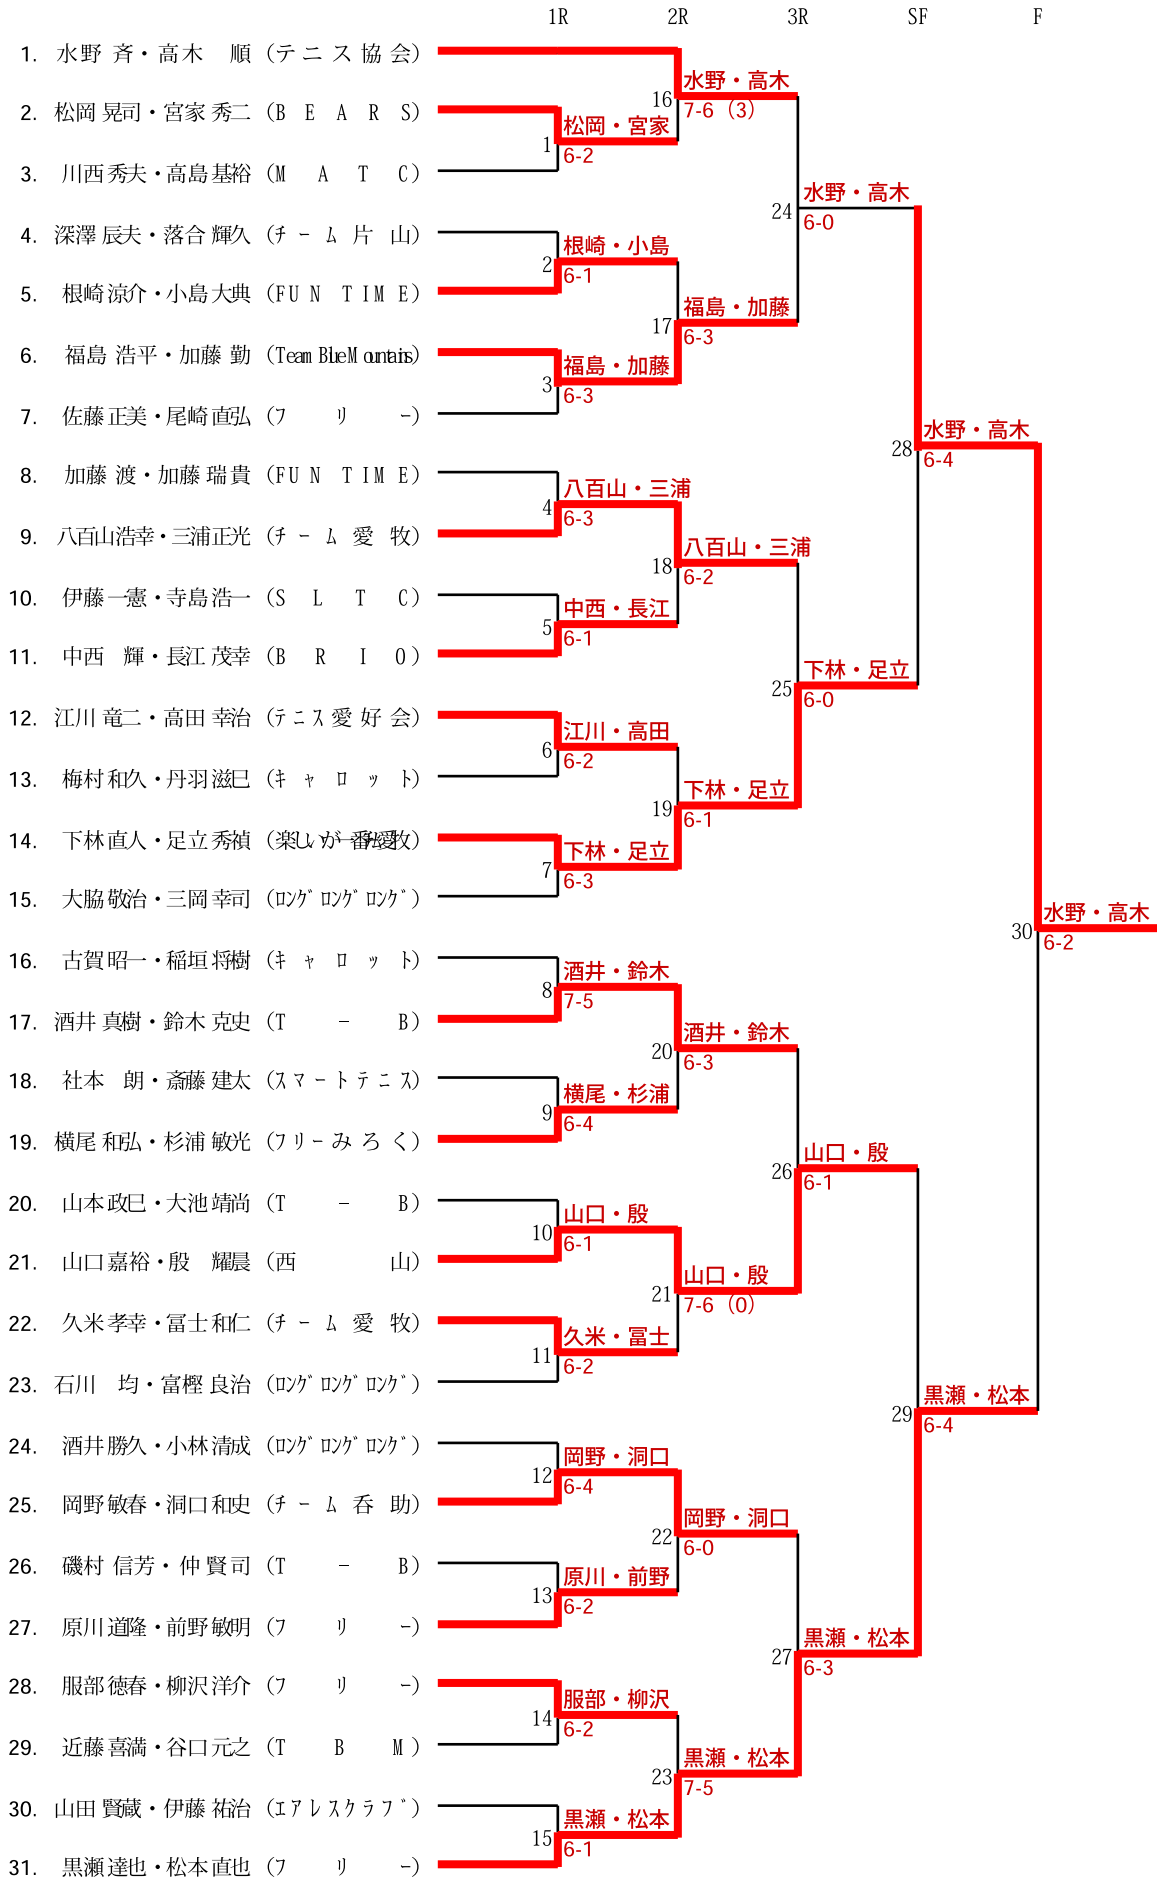 1R 2R 3R SF F
1. 水野 斉・高木 順 (テニス協会)
水野・高木
16 7-6 (3)
2. 松岡 晃司・宮家 秀二 (BEARS)
松岡・宮家
1 6-2
3. 川西 秀夫・高島 基裕 (MATC)
水野・高木
24 6-0
4. 深澤 辰夫・落合 輝久 (チーム片山)
根崎・小島
2 6-1
5. 根崎 涼介・小島 大典 (FUN TIME)
福島・加藤
17 6-3
6. 福島 浩平・加藤 勤 (Team BlueMountains)
福島・加藤
3 6-3
7. 佐藤 正美・尾崎 直弘 (フリー)
水野・高木
28 6-4
8. 加藤 渡・加藤 瑞貴 (FUN TIME)
八百山・三浦
4 6-3
9. 八百山浩幸・三浦正光 (チーム愛牧)
八百山・三浦
18 6-2
10. 伊藤 一憲・寺島 浩一 (SLTC)
中西・長江
5 6-1
11. 中西 輝・長江 茂幸 (BRIO)
下林・足立
25 6-0
12. 江川 竜二・高田 幸治 (テニス愛好会)
江川・高田
6 6-2
13. 梅村 和久・丹羽 滋巳 (キャロット)
下林・足立
19 6-1
14. 下林 直人・足立 秀禎
下林・足立
7 6-3
15. 大脇 敬治・三岡 幸司 (ロングロングロング)
水野・高木
30 6-2
16. 古賀 昭一・稲垣 将樹 (キャロット)
酒井・鈴木
8 7-5
17. 酒井 真樹・鈴木 克史 (T-B)
酒井・鈴木
20 6-3
18. 社本 朗・斎藤 建太 (スマートテニス)
横尾・杉浦
9 6-4
19. 横尾 和弘・杉浦 敏光 (フリーみろく)
山口・殷
26 6-1
20. 山本 政巳・大池 靖尚 (T-B)
山口・殷
10 6-1
21. 山口 嘉裕・殷 耀晨 (西山)
山口・殷
21 7-6 (0)
22. 久米 孝幸・冨士 和仁 (チーム愛牧)
久米・冨士
11 6-2
23. 石川 均・富樫 良治 (ロングロングロング)
黒瀬・松本
29 6-4
24. 酒井 勝久・小林 清成 (ロングロングロング)
岡野・洞口
12 6-4
25. 岡野 敏春・洞口 和史 (チーム呑助)
岡野・洞口
22 6-0
26. 磯村 信芳・仲 賢司 (T-B)
原川・前野
13 6-2
27. 原川 道隆・前野 敏明 (フリー)
黒瀬・松本
27 6-3
28. 服部 徳春・柳沢 洋介 (フリー)
服部・柳沢
14 6-2
29. 近藤 喜満・谷口 元之 (TBM)
黒瀬・松本
23 7-5
30. 山田 賢蔵・伊藤 祐治 (エアレスクラブ)
黒瀬・松本
15 6-1
31. 黒瀬 達也・松本 直也 (フリー)